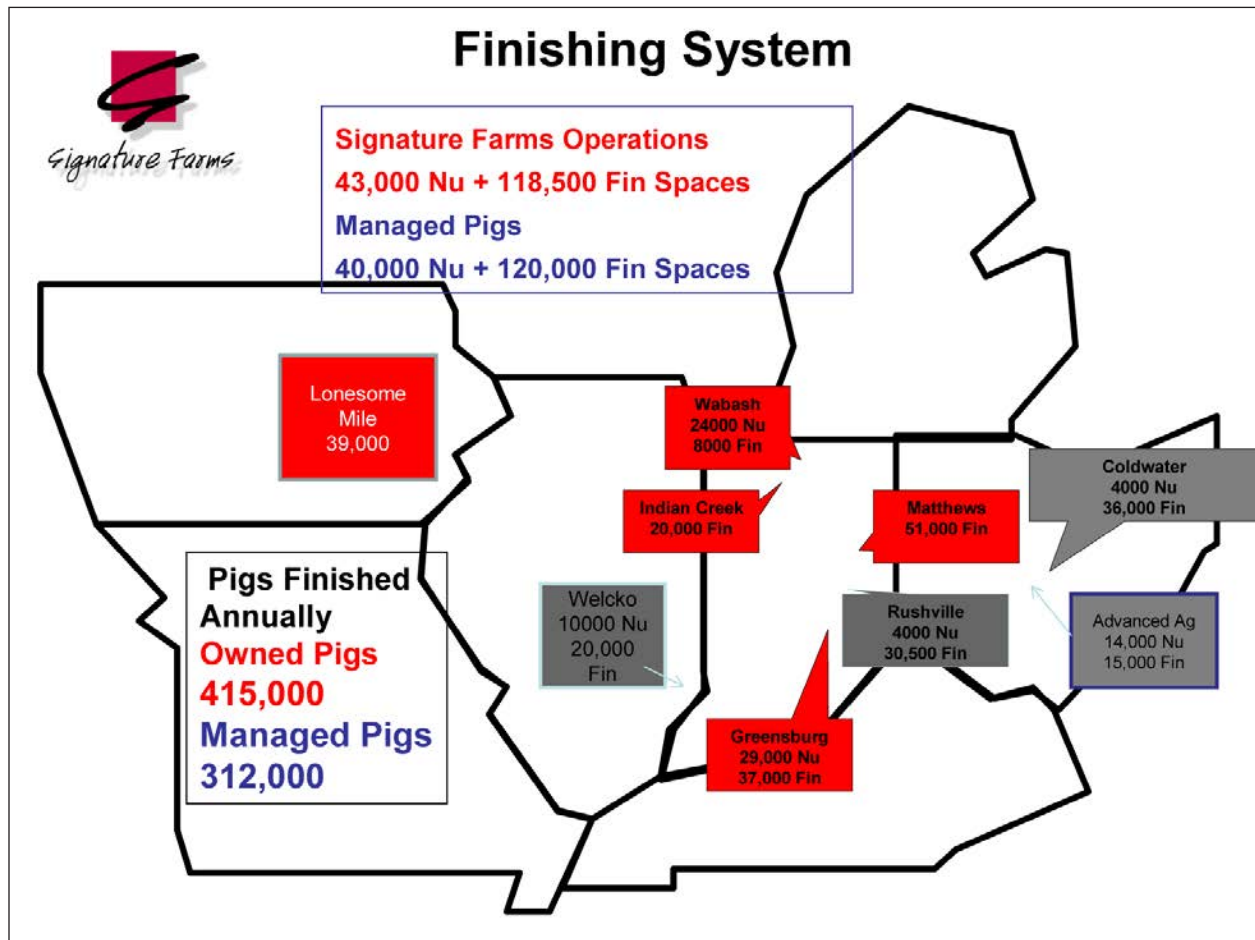 Finishing System
Signature Farms
Signature Farms Operations
43,000 Nu + 118,500 Fin Spaces
Managed Pigs
40,000 Nu + 120,000 Fin Spaces
Lonesome
Mile
39,000
Wabash
24000 Nu
8000 Fin
Indian Creek
20,000 Fin
Matthews
51,000 Fin
Coldwater
4000 Nu
36,000 Fin
Pigs Finished
Annually
Owned Pigs
415,000
Managed Pigs
312,000
Welcko
10000 Nu
20,000
Fin
Rushville
4000 Nu
30,500 Fin
Advanced Ag
14,000 Nu
15,000 Fin
Greensburg
29,000 Nu
37,000 Fin